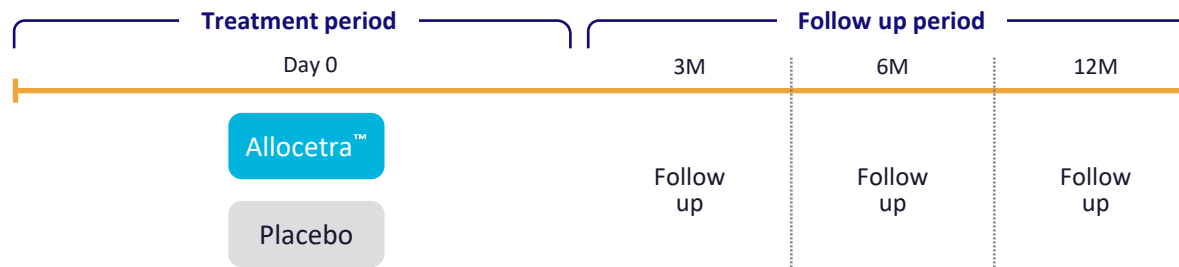 Treatment period
Follow up period
Day 0
3M
6M
12M
Allocetra™
Placebo
Follow
up
Follow
up
Follow
up